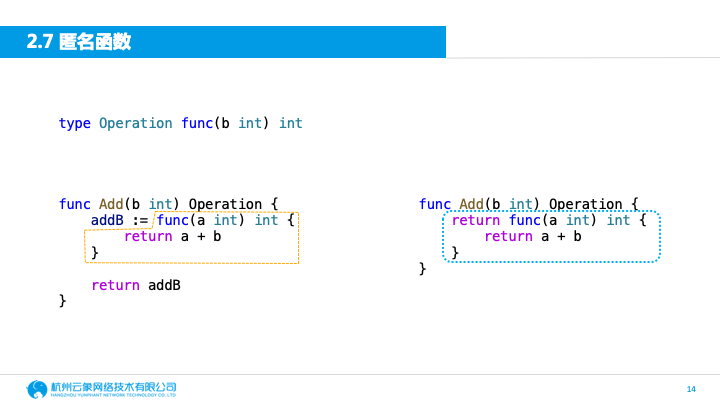 2.7 匿名函数
type Operation func(b int) int
func Add(b int) Operation {
    addB := func(a int) int {
        return a + b
    }
    return addB
}
func Add(b int) Operation {
    return func(a int) int {
        return a + b
    }
}
杭州云象网络技术有限公司
HANGZHOU YUNPHANT NETWORK TECHNOLOGY CO. LTD
14